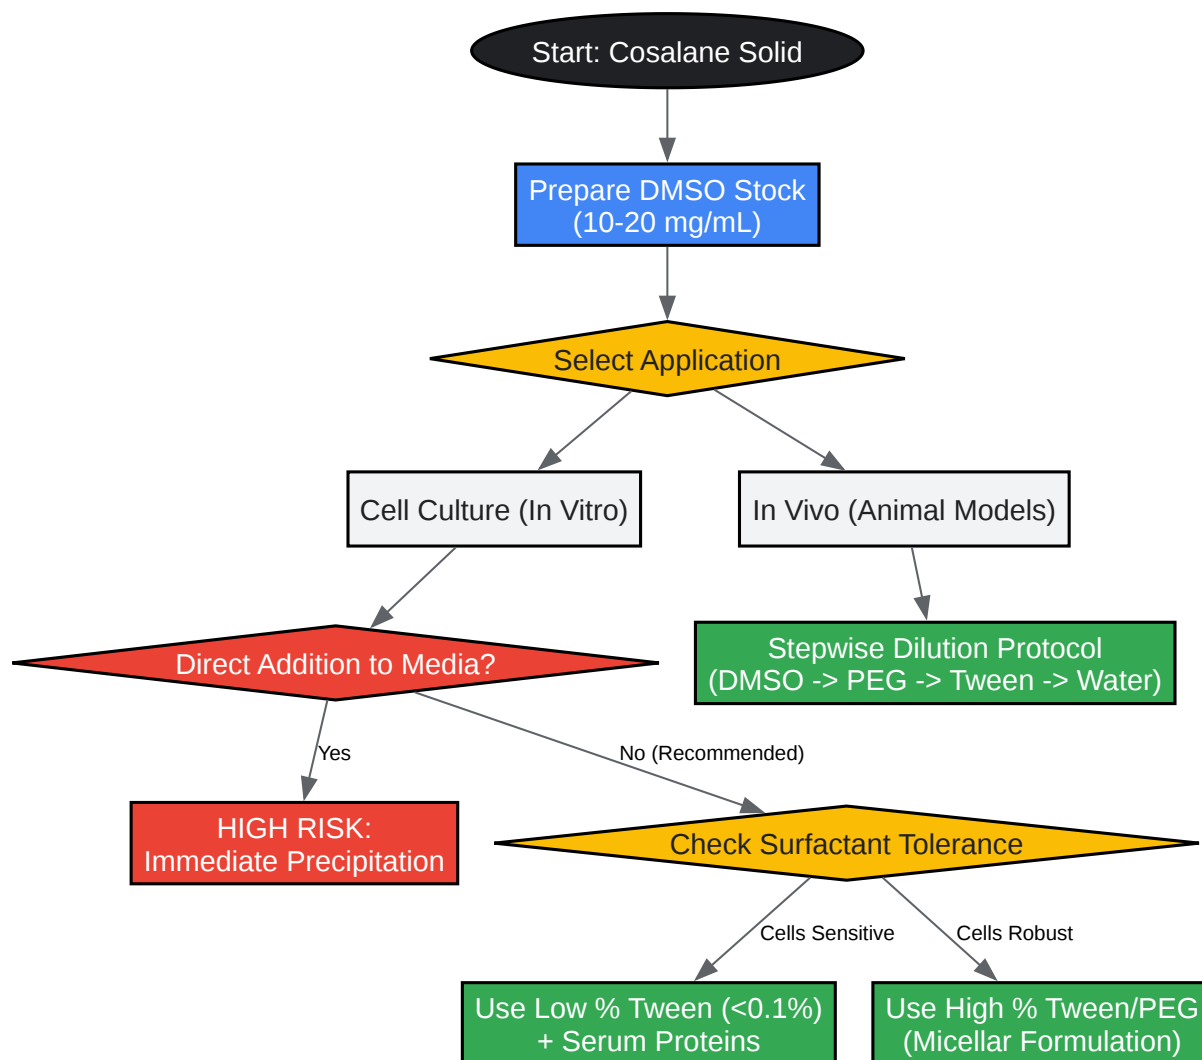 Start: Cosalane Solid
Prepare DMSO Stock
(10-20 mg/mL)
Select Application
Cell Culture (In Vitro)
In Vivo (Animal Models)
Direct Addition to Media?
Stepwise Dilution Protocol
(DMSO -> PEG -> Tween -> Water)
Yes
No (Recommended)
HIGH RISK:
Immediate Precipitation
Check Surfactant Tolerance
Cells Sensitive
Cells Robust
Use Low % Tween (<0.1%)
+ Serum Proteins
Use High % Tween/PEG
(Micellar Formulation)